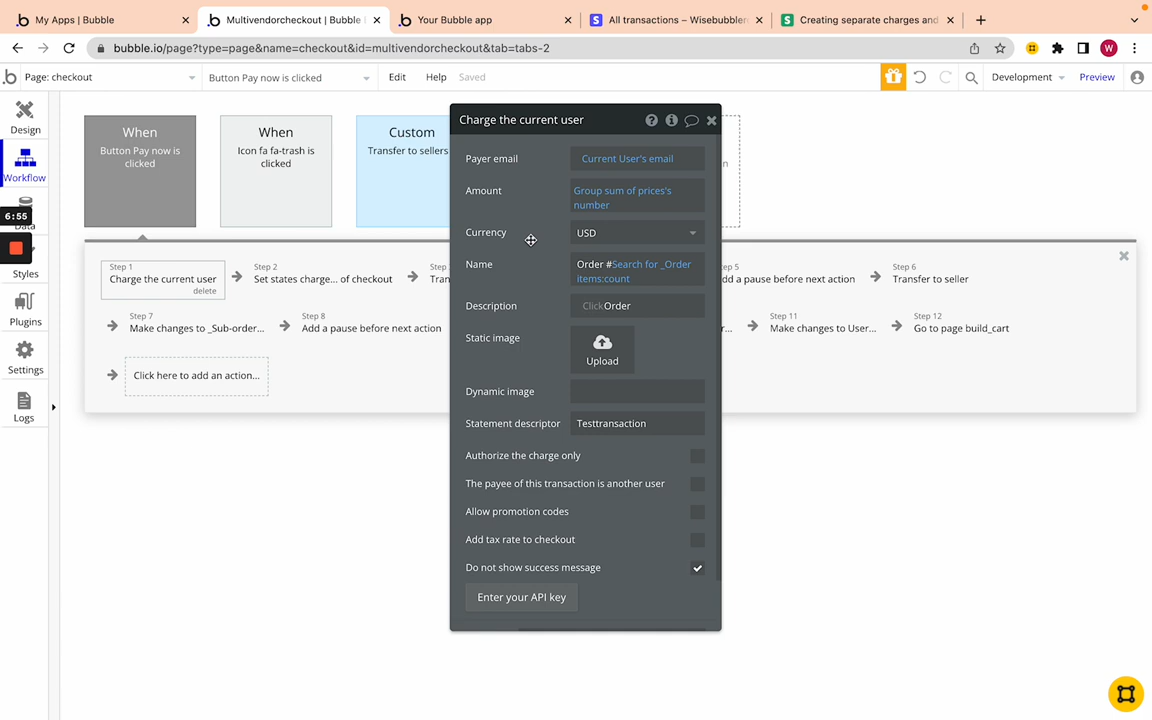 My Apps | Bubble
Multivendorcheckout | Bubble
Your Bubble app
All transactions – Wisebubbler
Creating separate charges and
bubble.io/page?type=page&name=checkout&id=multivendorcheckout&tab=tabs-2
W
Page: checkout
Button Pay now is clicked
Edit
Help
Saved
Development
Preview
Design
Workflow
Data
6:55
Styles
Plugins
Settings
Logs
When
Button Pay now is
clicked
When
Icon fa fa-trash is
clicked
Custom
Transfer to sellers
Step 1
Charge the current user
delete
Step 2
Set states charge... of checkout
Step
Tran
Step 6
Transfer to seller
Step 7
Make changes to _Sub-order...
Step 8
Add a pause before next action
Step 11
Make changes to User...
Step 12
Go to page build_cart
Click here to add an action...
Charge the current user
Payer email
Current User's email
Amount
Group sum of prices's
number
Currency
USD
Name
Order #Search for _Order
items:count
Description
ClickOrder
Static image
Upload
Dynamic image
Statement descriptor
Testtransaction
Authorize the charge only
The payee of this transaction is another user
Allow promotion codes
Add tax rate to checkout
Do not show success message
Enter your API key